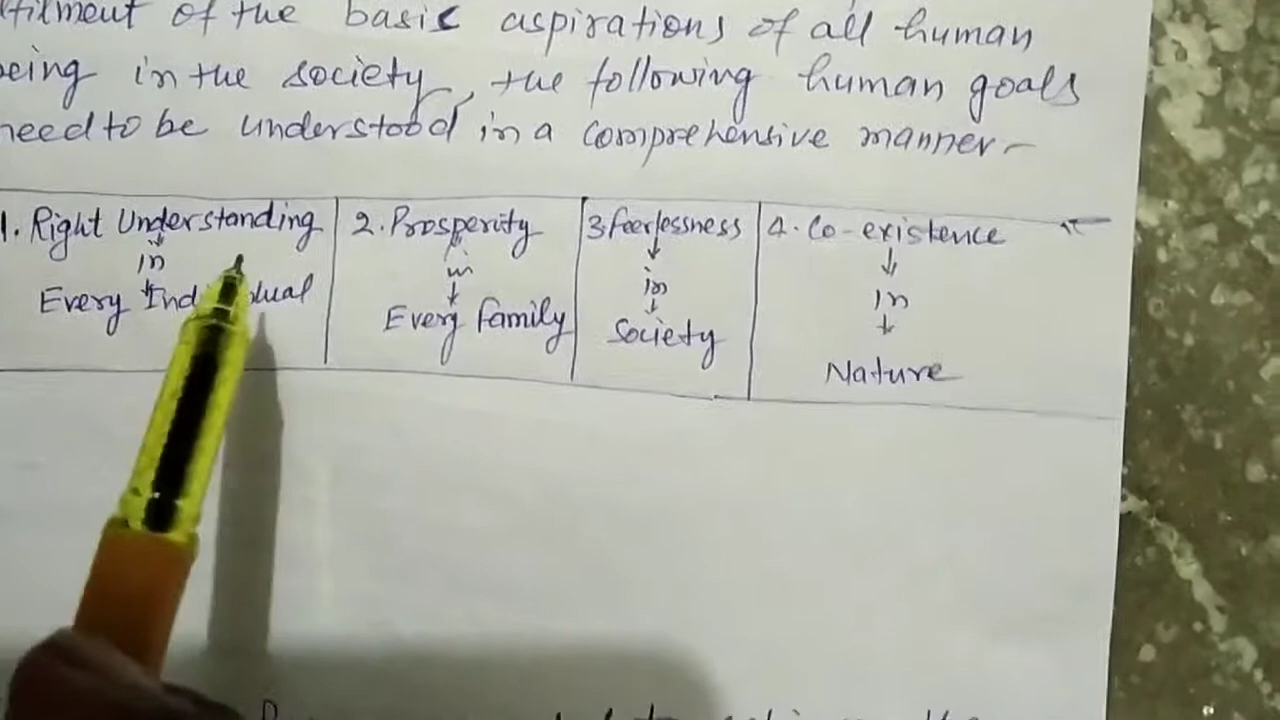 filment of the basic aspirations of all human
being in the society, the following human goals
need to be understood in a comprehensive manner-
1. Right Understanding
in
Every Individual
2. Prosperity
in
Every family
3 fearlessness
in
Society
4. Co-existence
In
Nature